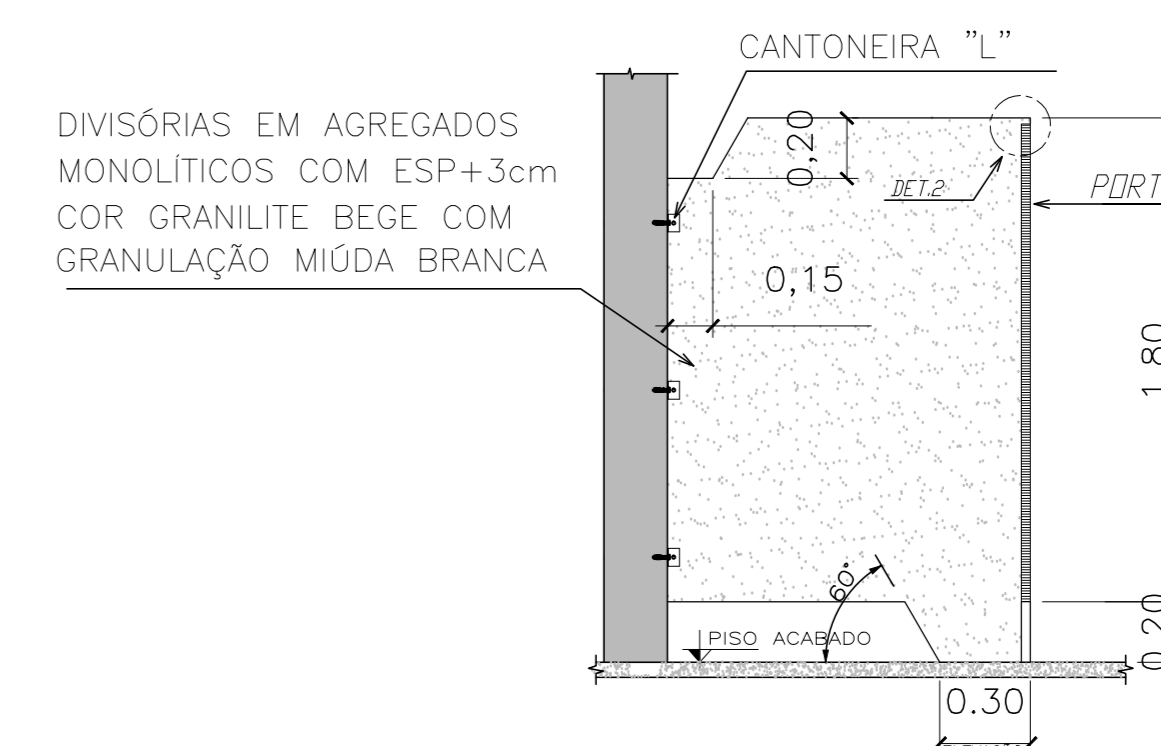 CANTONEIRA "L"
DIVISÓRIAS EM AGREGADOS
MONOLÍTICOS COM ESP+3cm
COR GRANILITE BEGE COM
GRANULAÇÃO MIÚDA BRANCA
0,20
DET.2
PORT
0,15
1.80
60°
PISO ACABADO
0.20
0.30